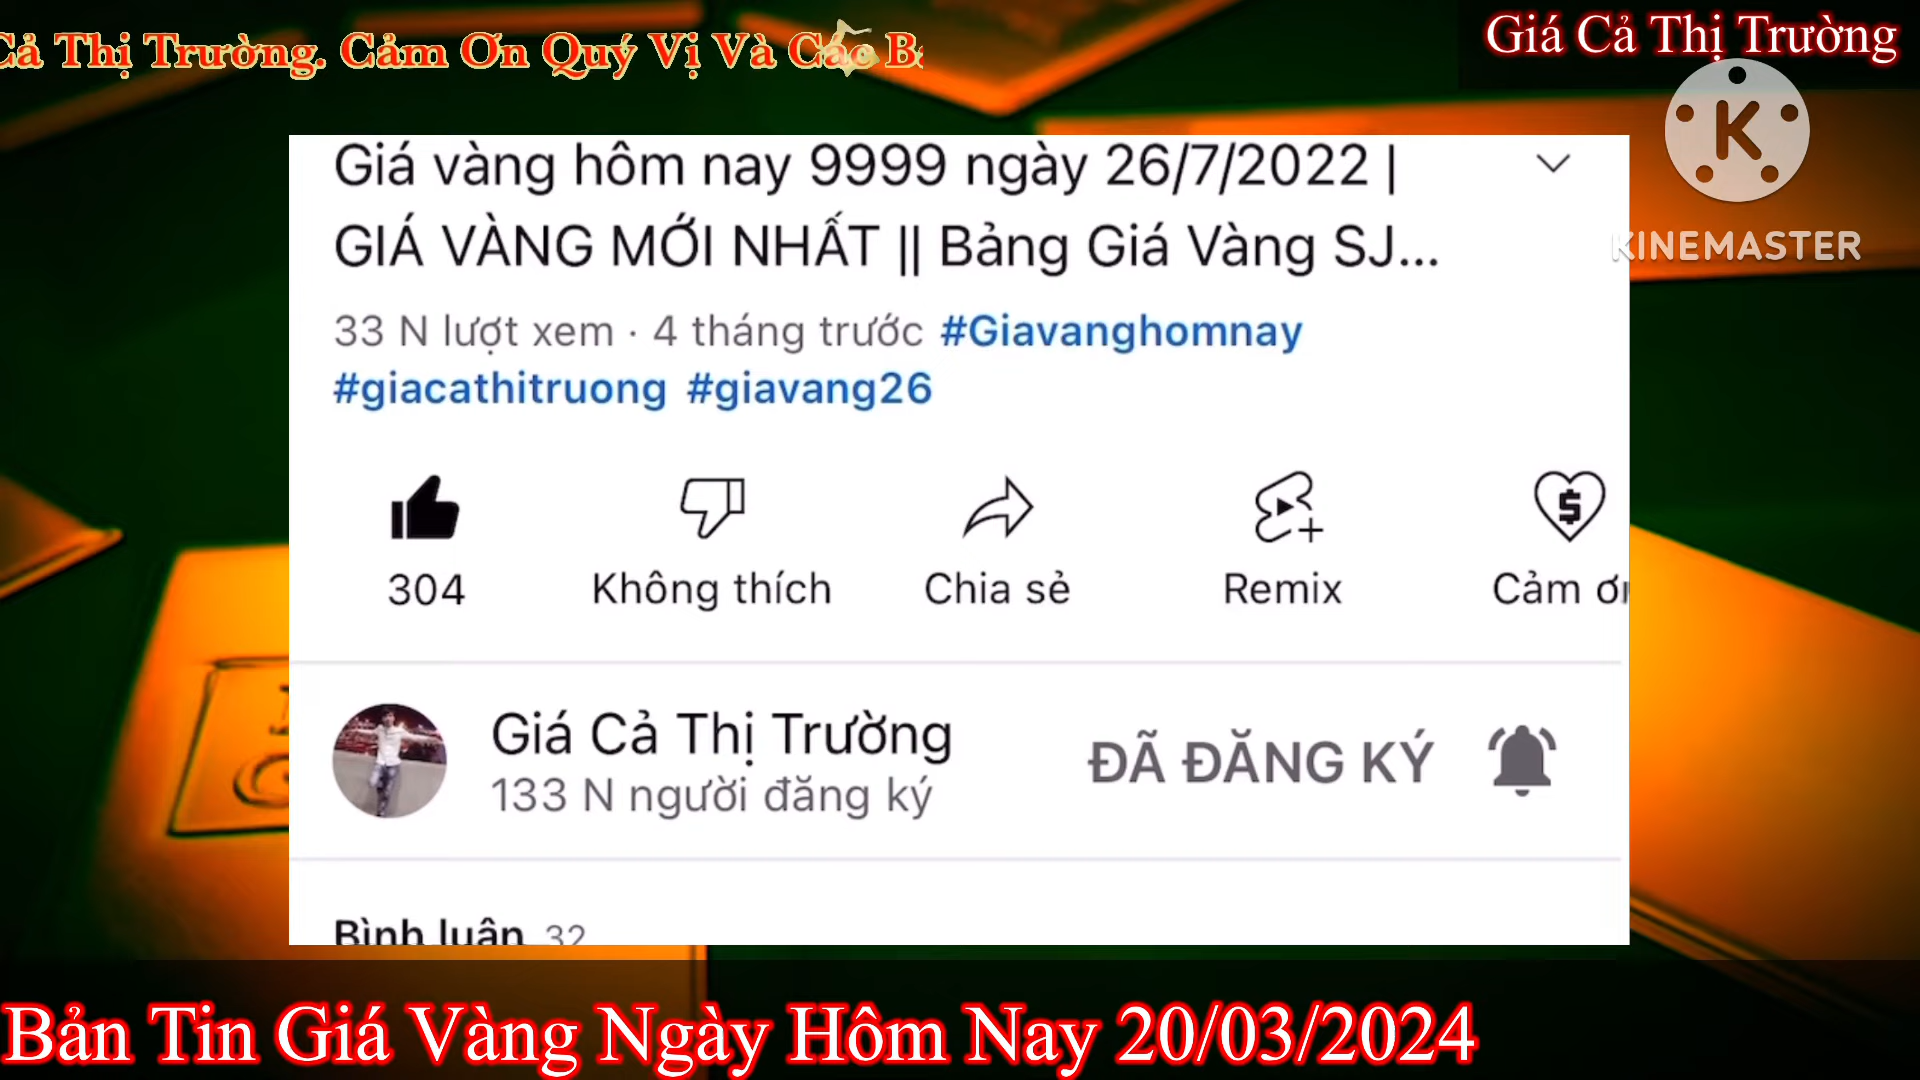 Cả Thị Trường. Cảm Ơn Quý Vị Và Các B
Giá Cả Thị Trường
K
KINEMASTER
Giá vàng hôm nay 9999 ngày 26/7/2022 |
GIÁ VÀNG MỚI NHẤT || Bảng Giá Vàng SJ...
33 N lượt xem · 4 tháng trước #Giavanghomnay
#giacathitruong #giavang26
304
Không thích
Chia sẻ
Remix
Cảm ơn
Giá Cả Thị Trường
133 N người đăng ký
ĐÃ ĐĂNG KÝ
Bình luận 32
Bản Tin Giá Vàng Ngày Hôm Nay 20/03/2024